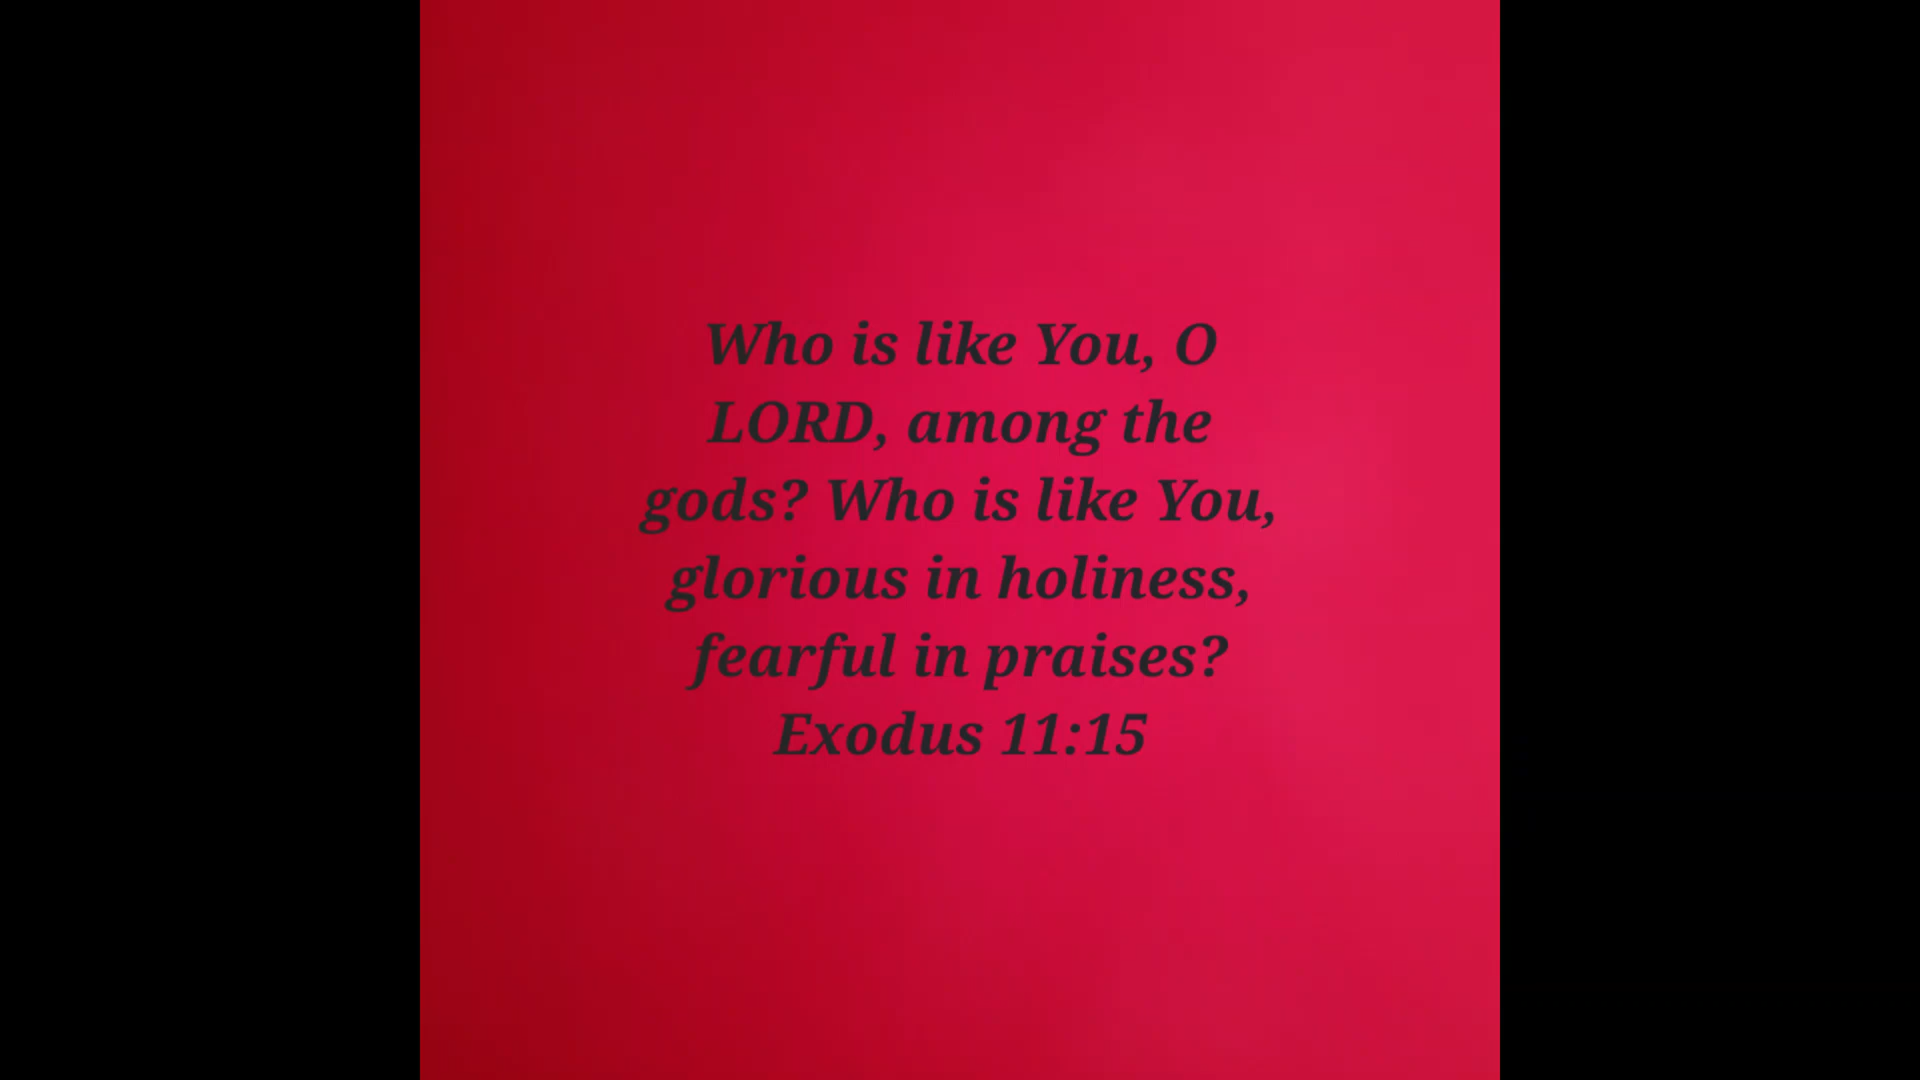 Who is like You, O
LORD, among the
gods? Who is like You,
glorious in holiness,
fearful in praises?
Exodus 11:15